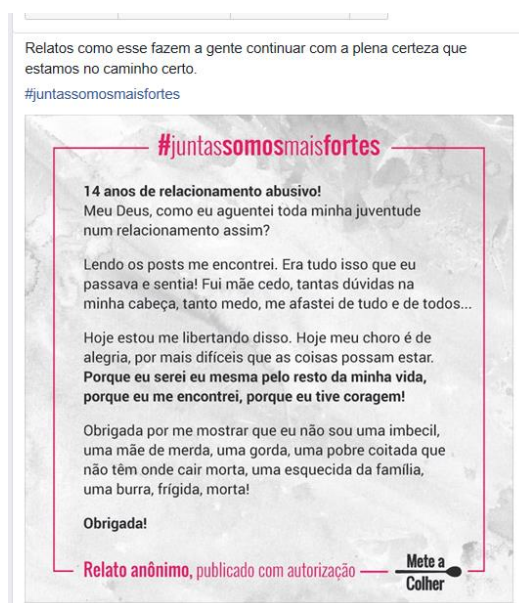 Relatos como esse fazem a gente continuar com a plena certeza que
estamos no caminho certo.
#juntassomosmaisfortes
#juntassomosmaisfortes
14 anos de relacionamento abusivo!
Meu Deus, como eu aguentei toda minha juventude
num relacionamento assim?
Lendo os posts me encontrei. Era tudo isso que eu
passava e sentia! Fui mãe cedo, tantas dúvidas na
minha cabeça, tanto medo, me afastei de tudo e de todos...
Hoje estou me libertando disso. Hoje meu choro é de
alegria, por mais difíceis que as coisas possam estar.
Porque eu serei eu mesma pelo resto da minha vida,
porque eu me encontrei, porque eu tive coragem!
Obrigada por me mostrar que eu não sou uma imbecil,
uma mãe de merda, uma gorda, uma pobre coitada que
não têm onde cair morta, uma esquecida da família,
uma burra, frígida, morta!
Obrigada!
Relato anônimo, publicado com autorização
Mete a
Colher